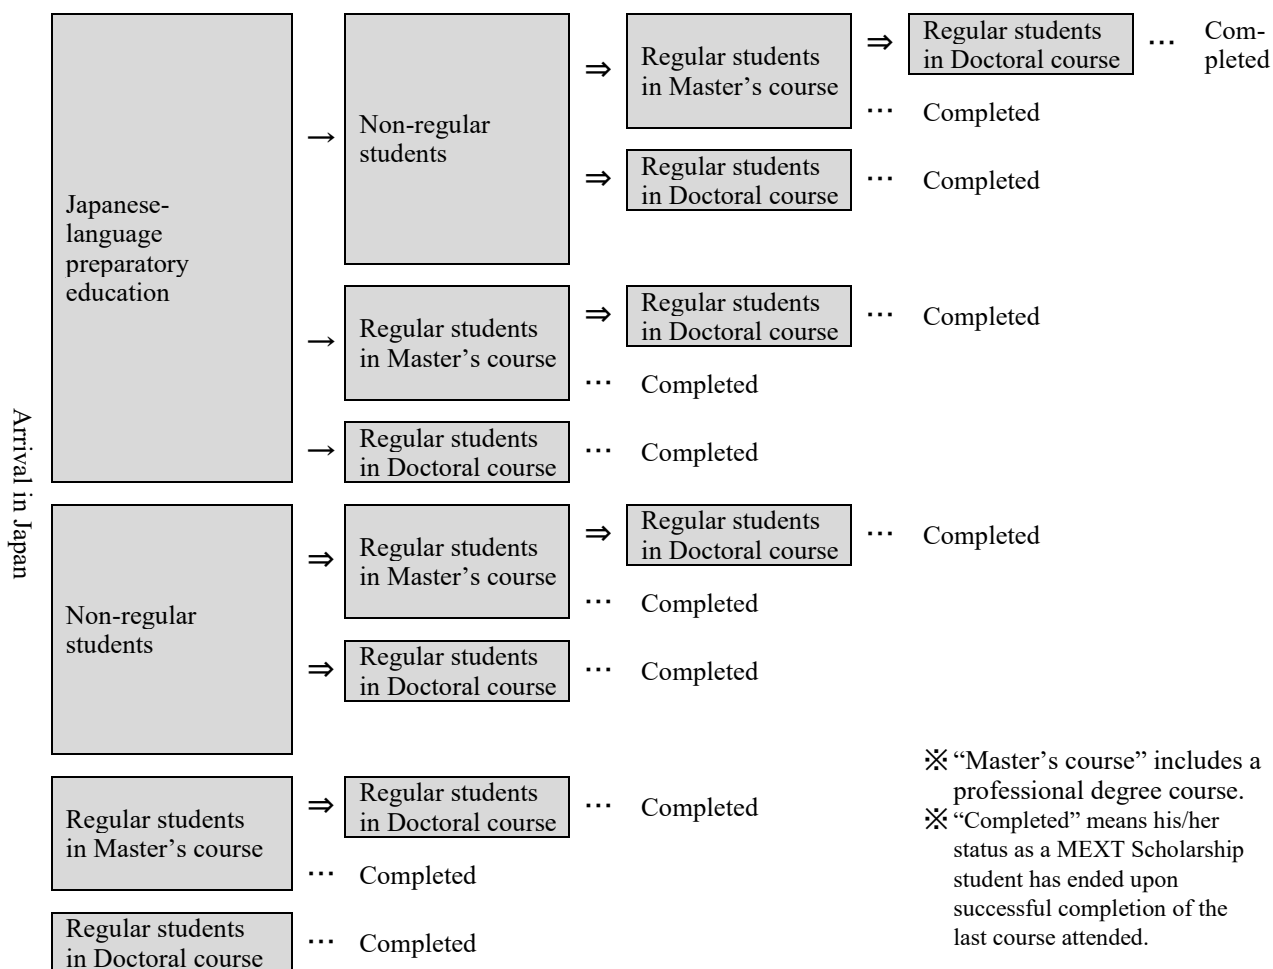 Arrival in Japan
Japanese-
language
preparatory
education
→
Non-regular
students
⇒
Regular students
in Master’s course
⇒
Regular students
in Doctoral course
…
Com-
pleted
…
Completed
⇒
Regular students
in Doctoral course
…
Completed
→
Regular students
in Master’s course
⇒
Regular students
in Doctoral course
…
Completed
…
Completed
→
Regular students
in Doctoral course
…
Completed
Non-regular
students
⇒
Regular students
in Master’s course
⇒
Regular students
in Doctoral course
…
Completed
…
Completed
⇒
Regular students
in Doctoral course
…
Completed
Regular students
in Master’s course
⇒
Regular students
in Doctoral course
…
Completed
…
Completed
Regular students
in Doctoral course
…
Completed
※ “Master’s course” includes a
professional degree course.
※ “Completed” means his/her
status as a MEXT Scholarship
student has ended upon
successful completion of the
last course attended.